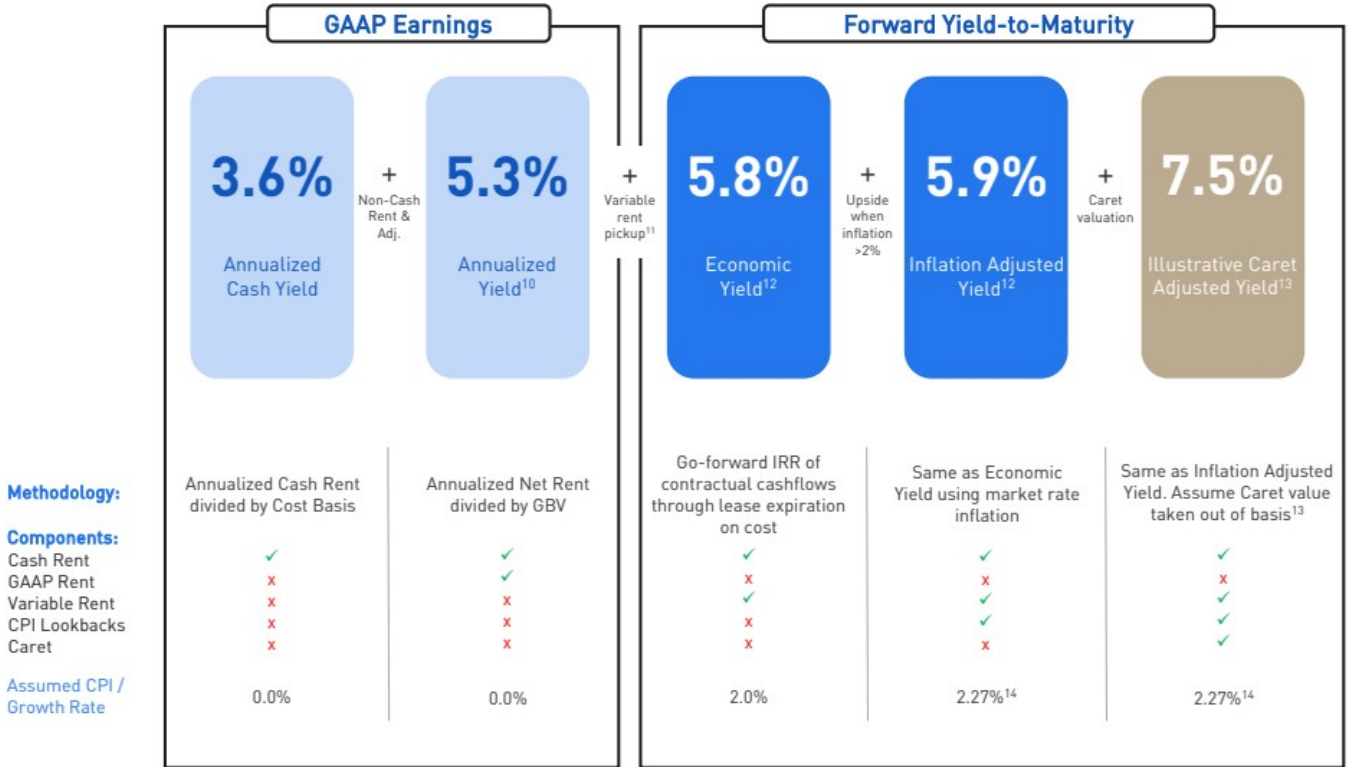 GAAP Earnings
Forward Yield-to-Maturity
3.6%
Annualized
Cash Yield
+
Non-Cash
Rent &
Adj.
5.3%
Annualized
Yield¹⁰
+
Variable
rent
pickup¹¹
5.8%
Economic
Yield¹²
+
Upside
when
inflation
>2%
5.9%
Inflation Adjusted
Yield¹²
+
Caret
valuation
7.5%
Illustrative Caret
Adjusted Yield¹³
Methodology:
Annualized Cash Rent
divided by Cost Basis
Annualized Net Rent
divided by GBV
Go-forward IRR of
contractual cashflows
through lease expiration
on cost
Same as Economic
Yield using market rate
inflation
Same as Inflation Adjusted
Yield. Assume Caret value
taken out of basis¹³
Components:
Cash Rent ✓ ✓ ✓ ✓ ✓
GAAP Rent x ✓ x x x
Variable Rent x x ✓ ✓ ✓
CPI Lookbacks x x x ✓ ✓
Caret x x x x ✓
Assumed CPI /
Growth Rate
0.0% 0.0% 2.0% 2.27%¹⁴ 2.27%¹⁴